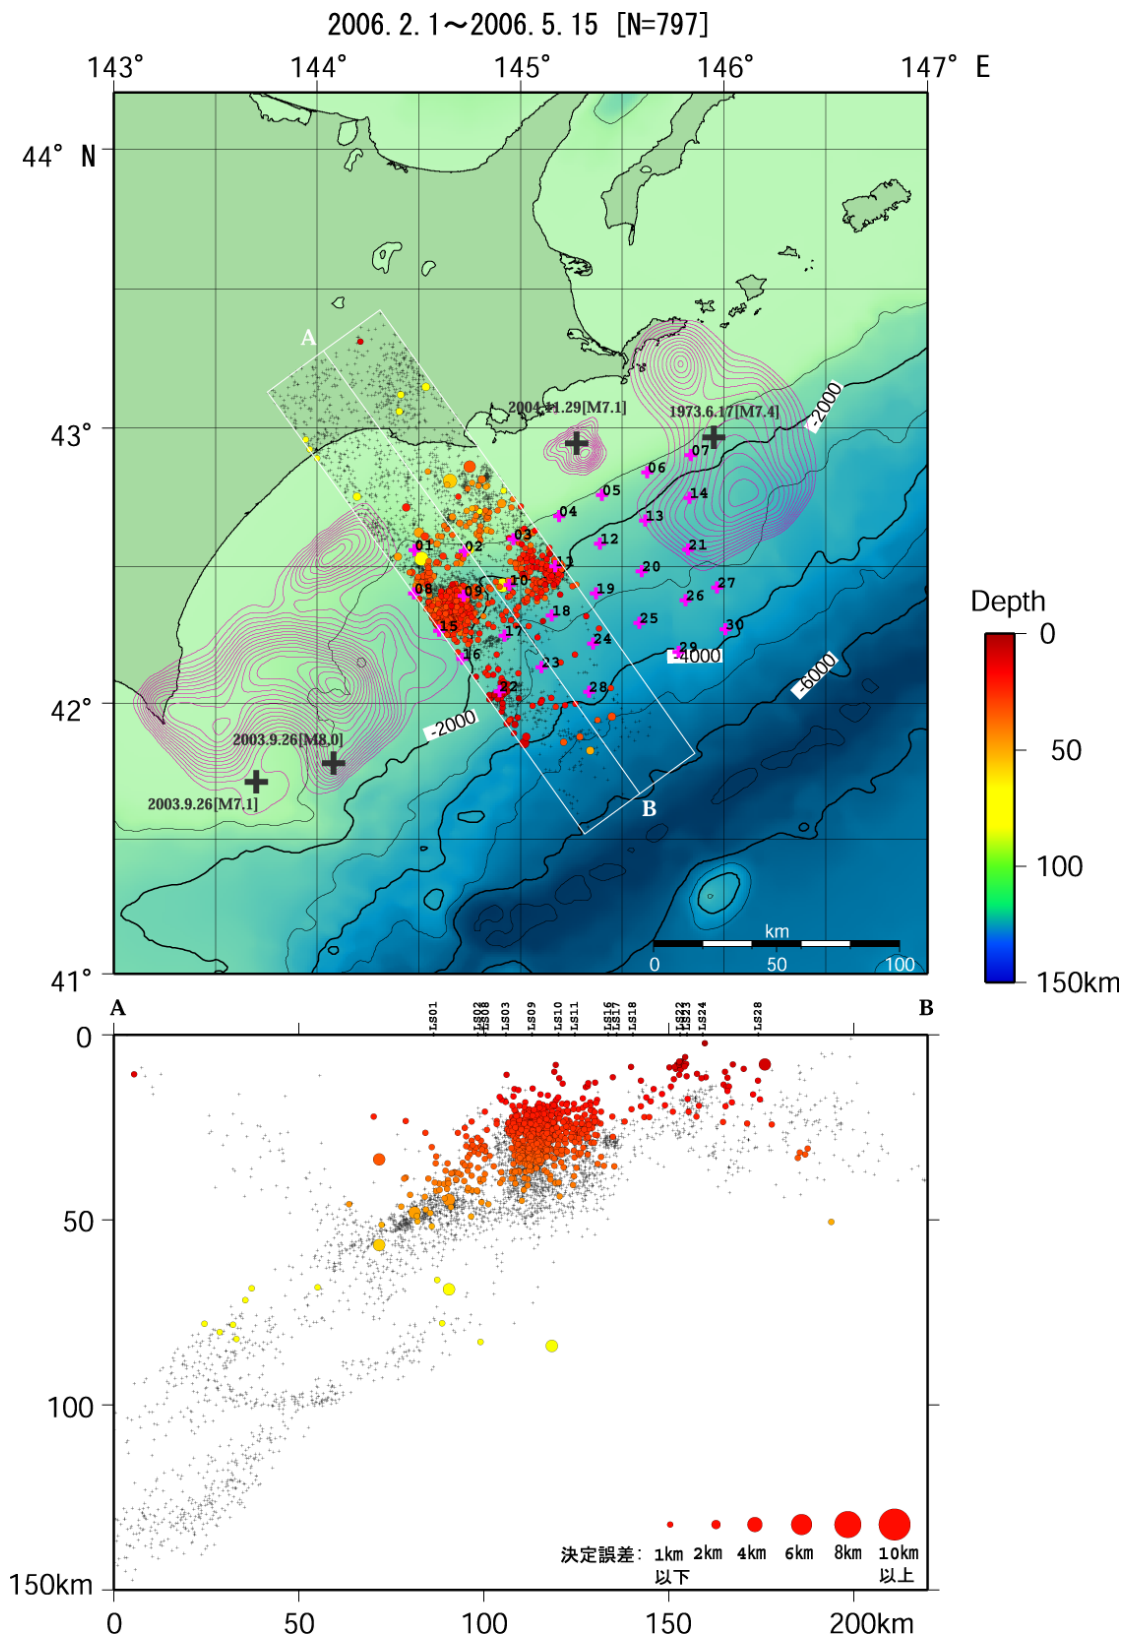 2006.2.1～2006.5.15 [N=797]
143° 144° 145° 146° 147° E
44° N
43°
42°
41°
A
B
2004.11.29[M7.1]
1973.6.17[M7.4]
2003.9.26[M8.0]
2003.9.26[M7.1]
-2000
-2000
-4000
-6000
07
06
05
14
04
13
03
12
21
01
02
11
20
10
27
08
09
19
26
18
25
15
17
30
24
29
16
23
22
28
km
0 50 100
Depth
0
50
100
150km
A
B
LS01
LS02
LS08
LS03
LS09
LS10
LS11
LS16
LS17
LS18
LS22
LS23
LS24
LS28
0
50
100
150km
決定誤差: 1km 2km 4km 6km 8km 10km
以下 以上
0 50 100 150 200km